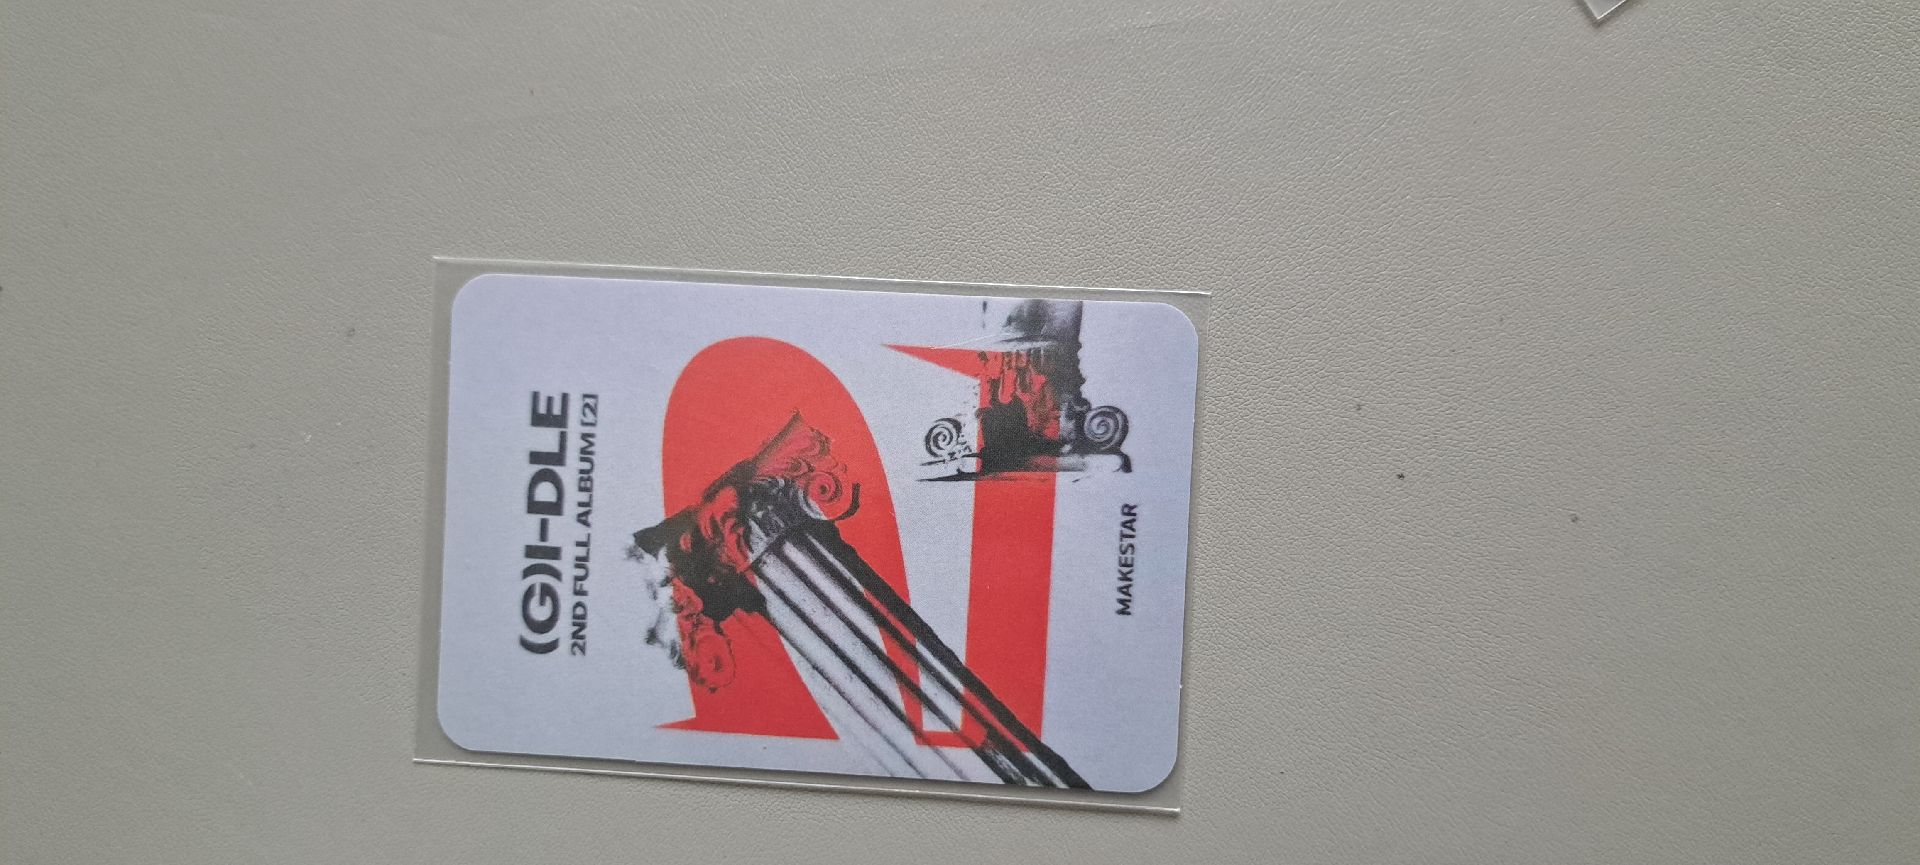 (G)I-DLE
2ND FULL ALBUM [2]
MAKESTAR